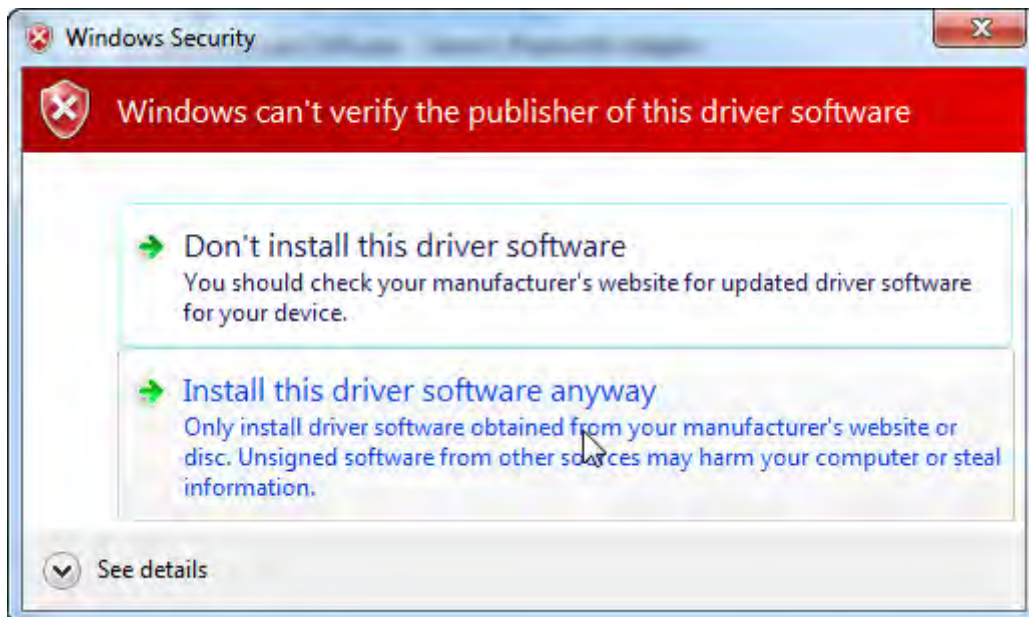 Windows Security
Windows can't verify the publisher of this driver software
Don't install this driver software
You should check your manufacturer's website for updated driver software
for your device.
Install this driver software anyway
Only install driver software obtained from your manufacturer's website or
disc. Unsigned software from other sources may harm your computer or steal
information.
See details